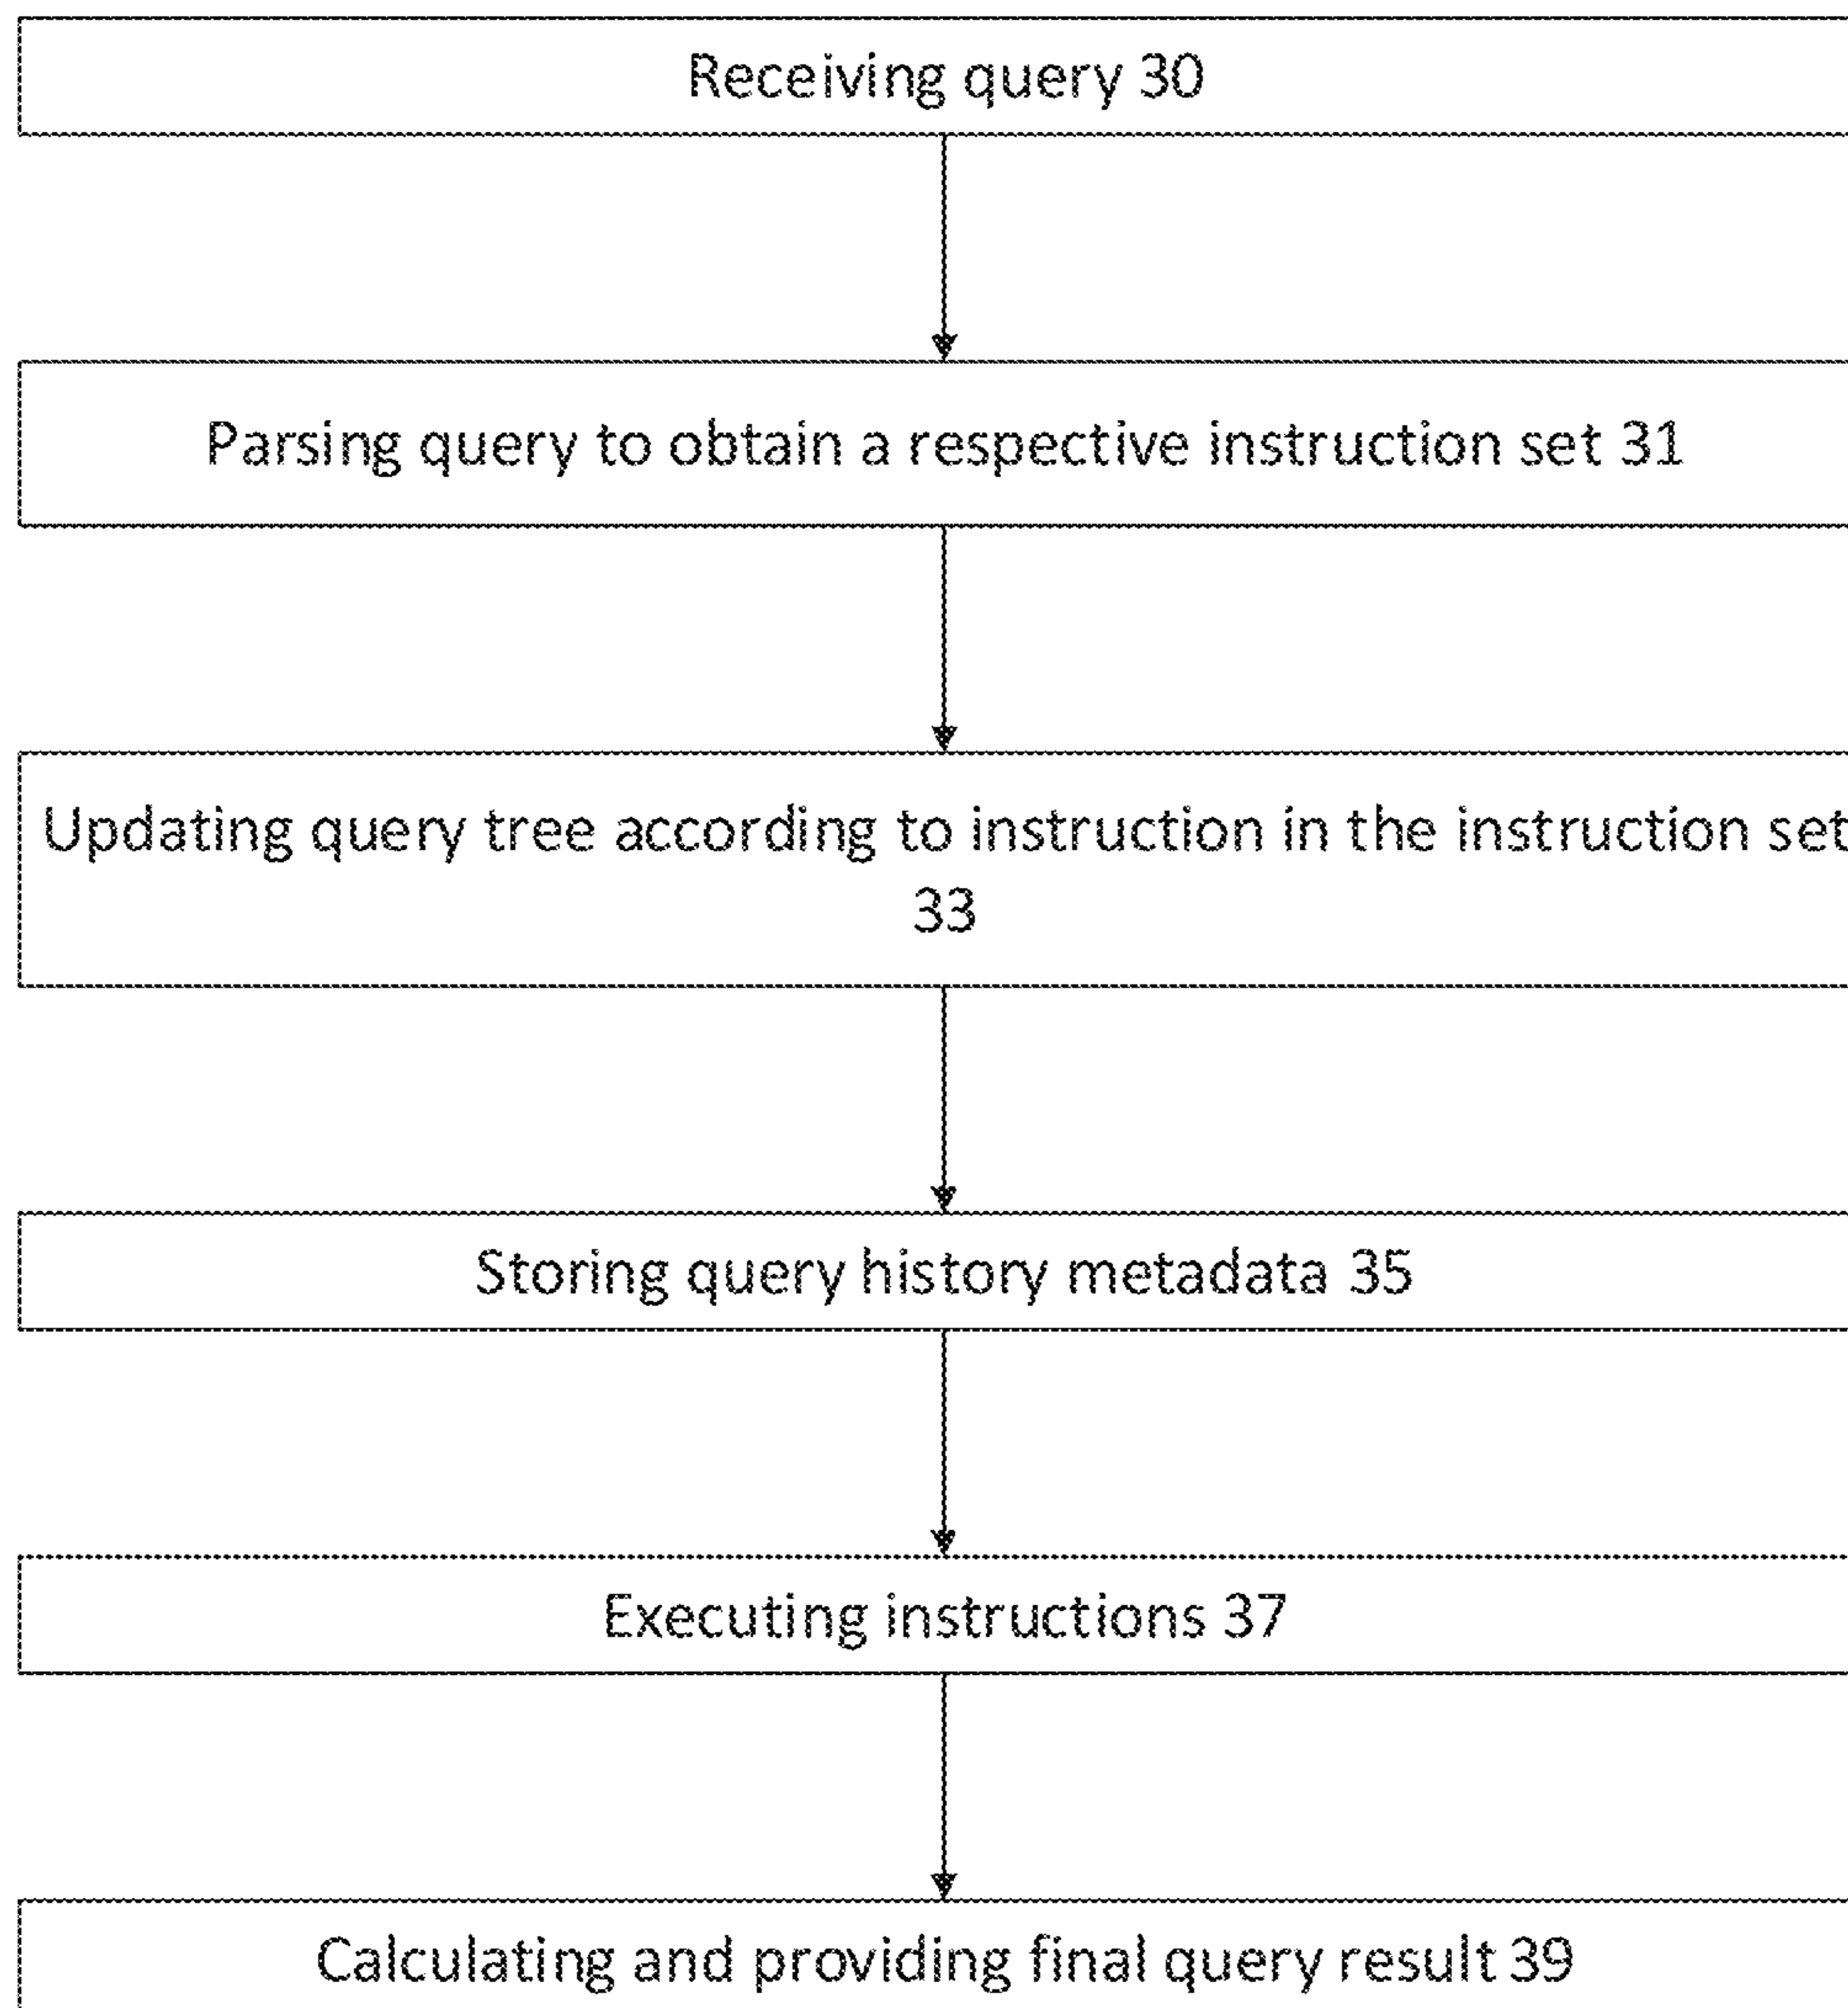 Receiving query 30
Parsing query to obtain a respective instruction set 31
Updating query tree according to instruction in the instruction set
33
Storing query history metadata 35
Executing instructions 37
Calculating and providing final query result 39